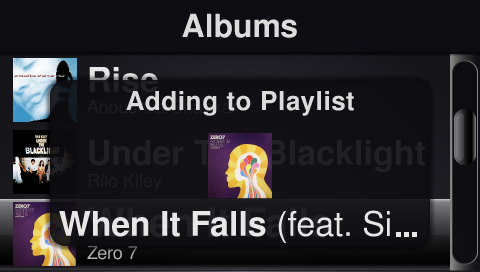 Albums
Rise
Anoushka Shankar
Adding to Playlist
Under The Blacklight
Rilo Kiley
ZERO7
When It Falls (feat. Si...
Zero 7